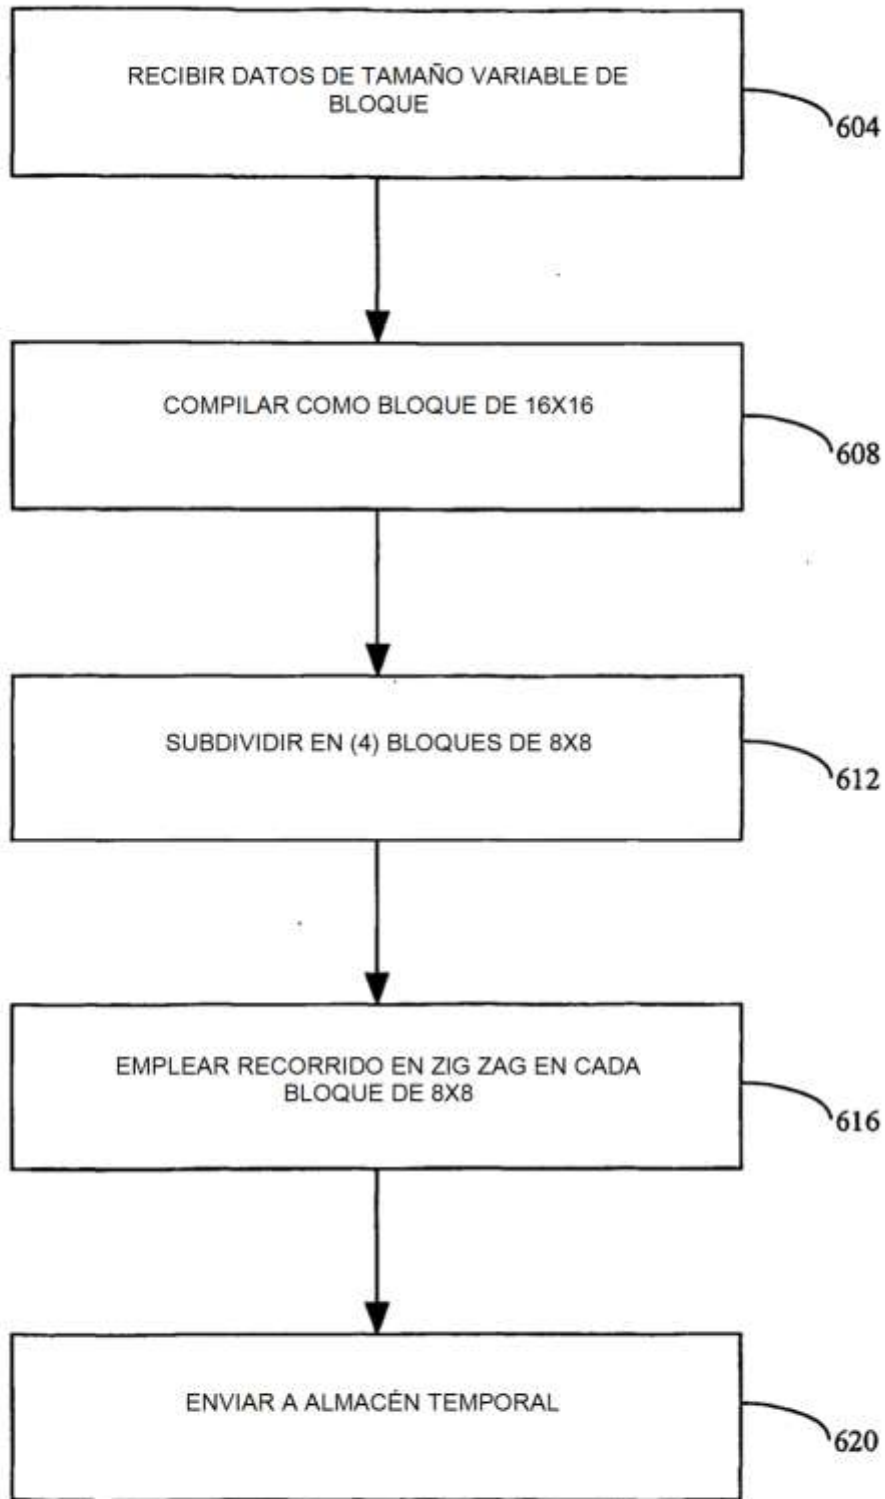 RECIBIR DATOS DE TAMAÑO VARIABLE DE
BLOQUE
604
COMPILAR COMO BLOQUE DE 16X16
608
SUBDIVIDIR EN (4) BLOQUES DE 8X8
612
EMPLEAR RECORRIDO EN ZIG ZAG EN CADA
BLOQUE DE 8X8
616
ENVIAR A ALMACÉN TEMPORAL
620